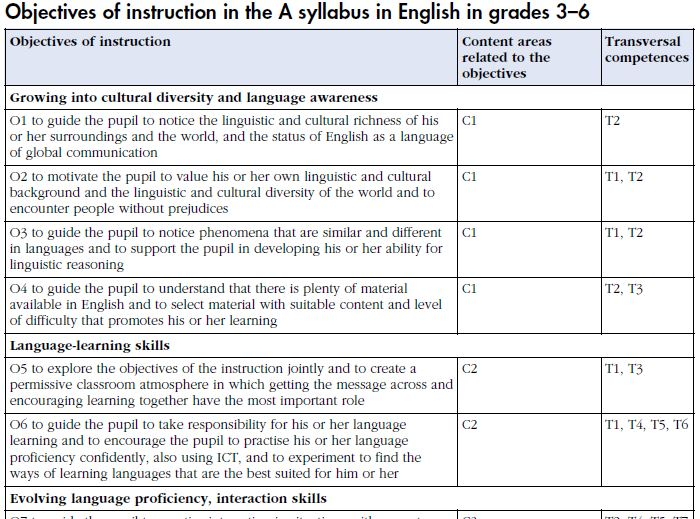 Objectives of instruction in the A syllabus in English in grades 3–6
Objectives of instruction
Content areas
related to the
objectives
Transversal
competences
Growing into cultural diversity and language awareness
O1 to guide the pupil to notice the linguistic and cultural richness of his
or her surroundings and the world, and the status of English as a language
of global communication
C1
T2
O2 to motivate the pupil to value his or her own linguistic and cultural
background and the linguistic and cultural diversity of the world and to
encounter people without prejudices
C1
T1, T2
O3 to guide the pupil to notice phenomena that are similar and different
in languages and to support the pupil in developing his or her ability for
linguistic reasoning
C1
T1, T2
O4 to guide the pupil to understand that there is plenty of material
available in English and to select material with suitable content and level
of difficulty that promotes his or her learning
C1
T2, T3
Language-learning skills
O5 to explore the objectives of the instruction jointly and to create a
permissive classroom atmosphere in which getting the message across and
encouraging learning together have the most important role
C2
T1, T3
O6 to guide the pupil to take responsibility for his or her language
learning and to encourage the pupil to practise his or her language
proficiency confidently, also using ICT, and to experiment to find the
ways of learning languages that are the best suited for him or her
C2
T1, T4, T5, T6
Evolving language proficiency, interaction skills